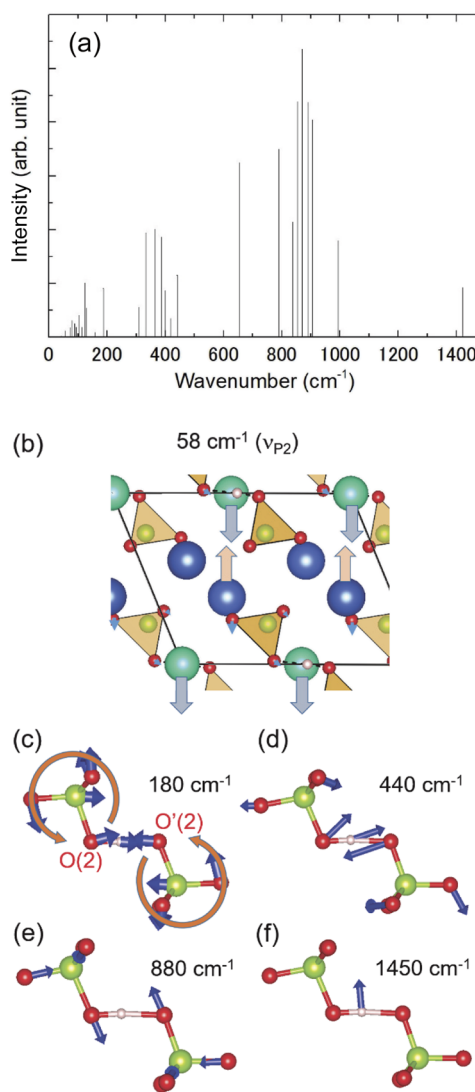 (a)
Intensity (arb. unit)
0 200 400 600 800 1000 1200 1400
Wavenumber (cm⁻¹)
(b) 58 cm⁻¹ (νP2)
(c) 180 cm⁻¹
O(2) O'(2)
(d) 440 cm⁻¹
(e) 880 cm⁻¹
(f) 1450 cm⁻¹